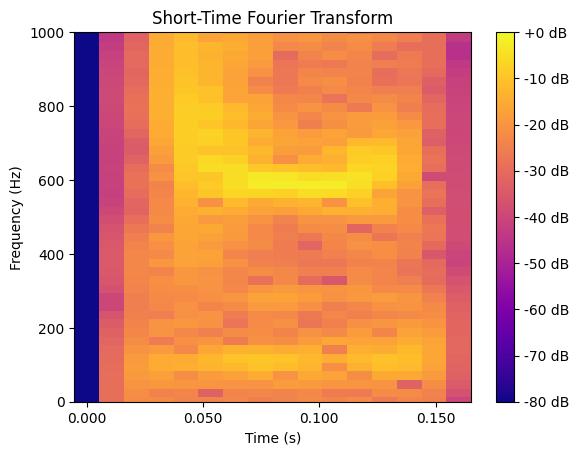 Short-Time Fourier Transform
1000
800
600
400
200
0
Frequency (Hz)
0.000
0.050
0.100
0.150
Time (s)
+0 dB
-10 dB
-20 dB
-30 dB
-40 dB
-50 dB
-60 dB
-70 dB
-80 dB